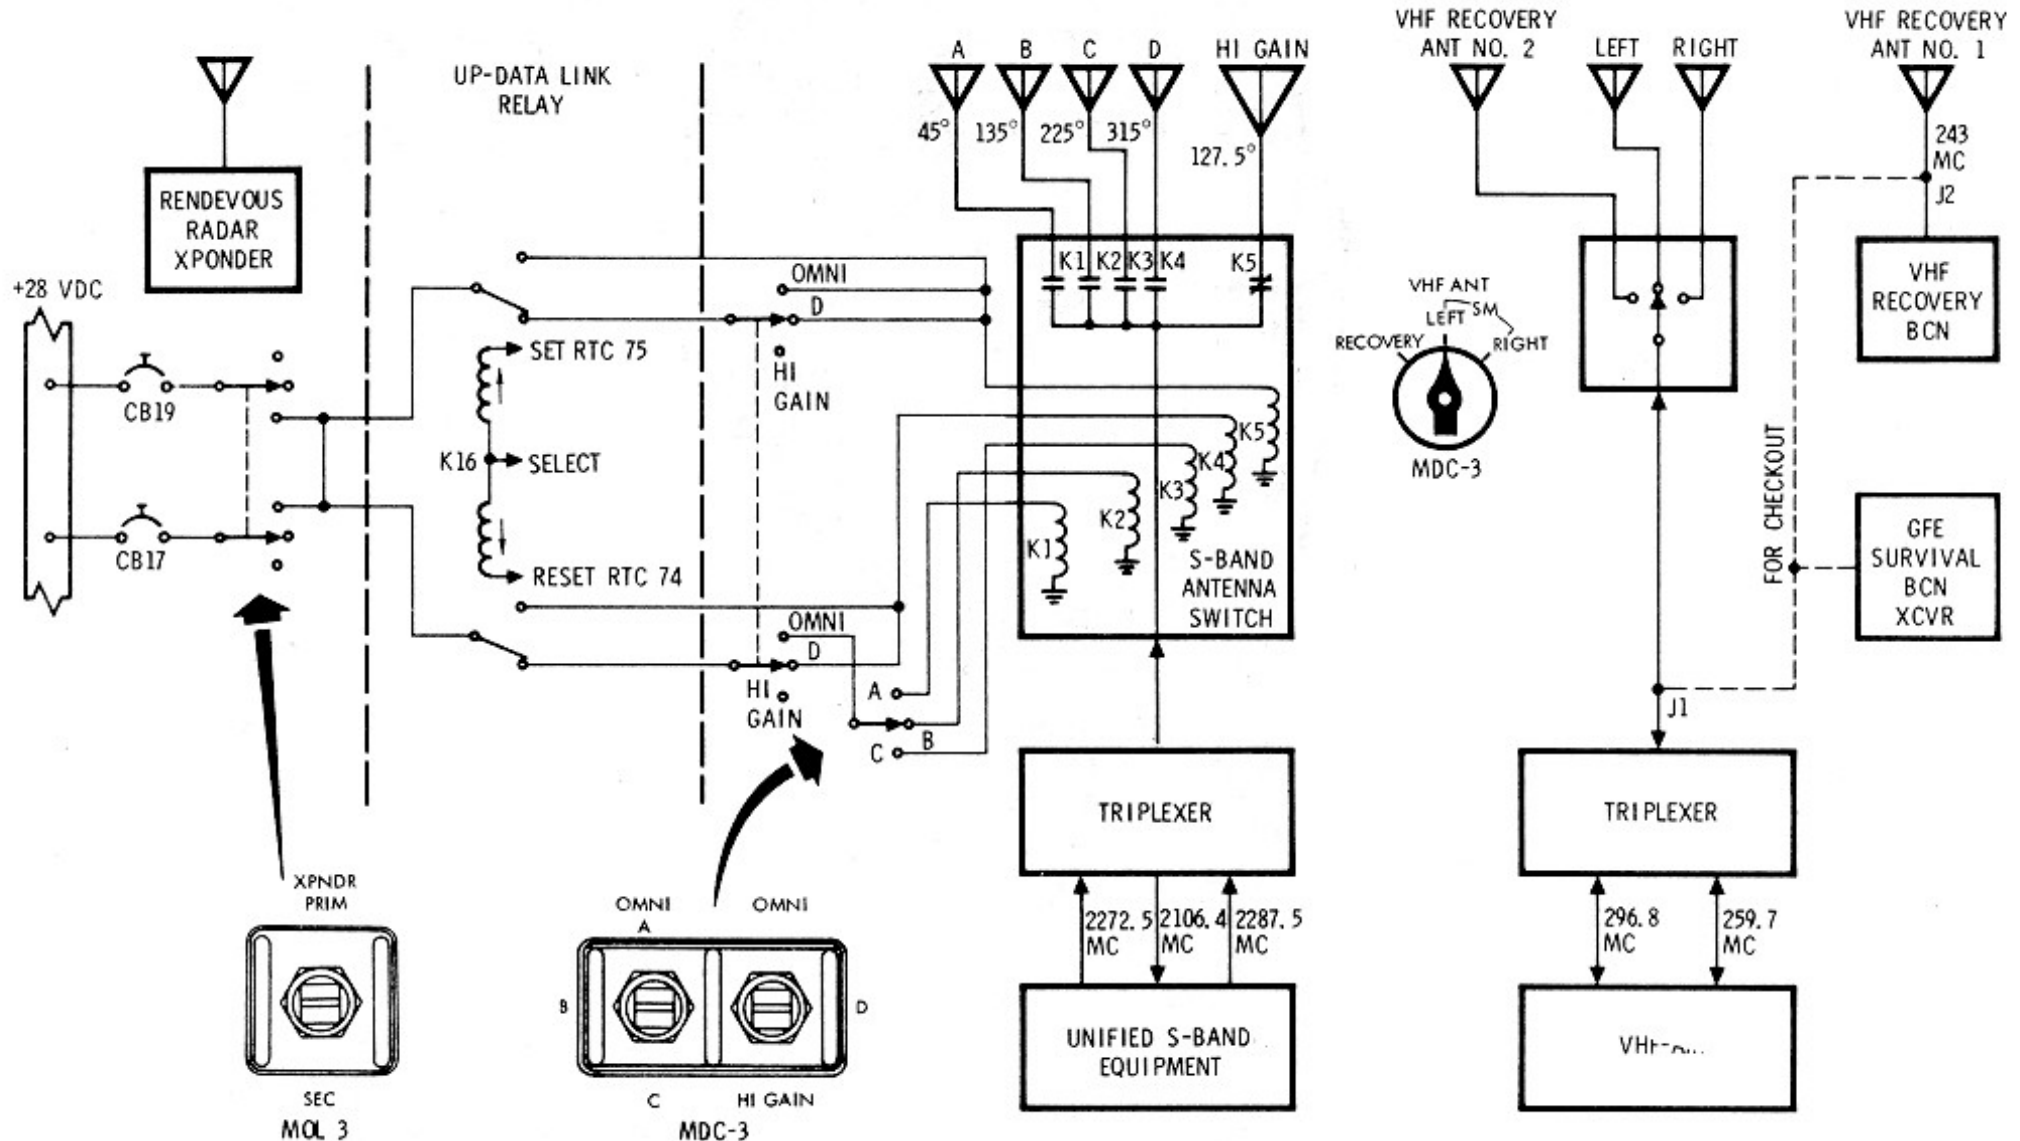 VHF RECOVERY
ANT NO. 2
LEFT
RIGHT
VHF RECOVERY
ANT NO. 1
A
B
C
D
HI GAIN
UP-DATA LINK
RELAY
45°
135°
225°
315°
127.5°
243
MC
J2
RENDEVOUS
RADAR
XPONDER
+28 VDC
CB19
CB17
OMNI
D
HI
GAIN
SET RTC 75
K16
SELECT
RESET RTC 74
OMNI
D
HI
GAIN
A
B
C
K1
K2
K3
K4
K5
K5
K4
K3
K2
K1
S-BAND
ANTENNA
SWITCH
VHF ANT
SM
LEFT
RECOVERY
RIGHT
MDC-3
VHF
RECOVERY
BCN
FOR CHECKOUT
GFE
SURVIVAL
BCN
XCVR
J1
TRIPLEXER
TRIPLEXER
2272.5
MC
2106.4
MC
2287.5
MC
296.8
MC
259.7
MC
UNIFIED S-BAND
EQUIPMENT
XPNDR
PRIM
SEC
MOL 3
OMNI
A
OMNI
B
D
C
HI GAIN
MDC-3